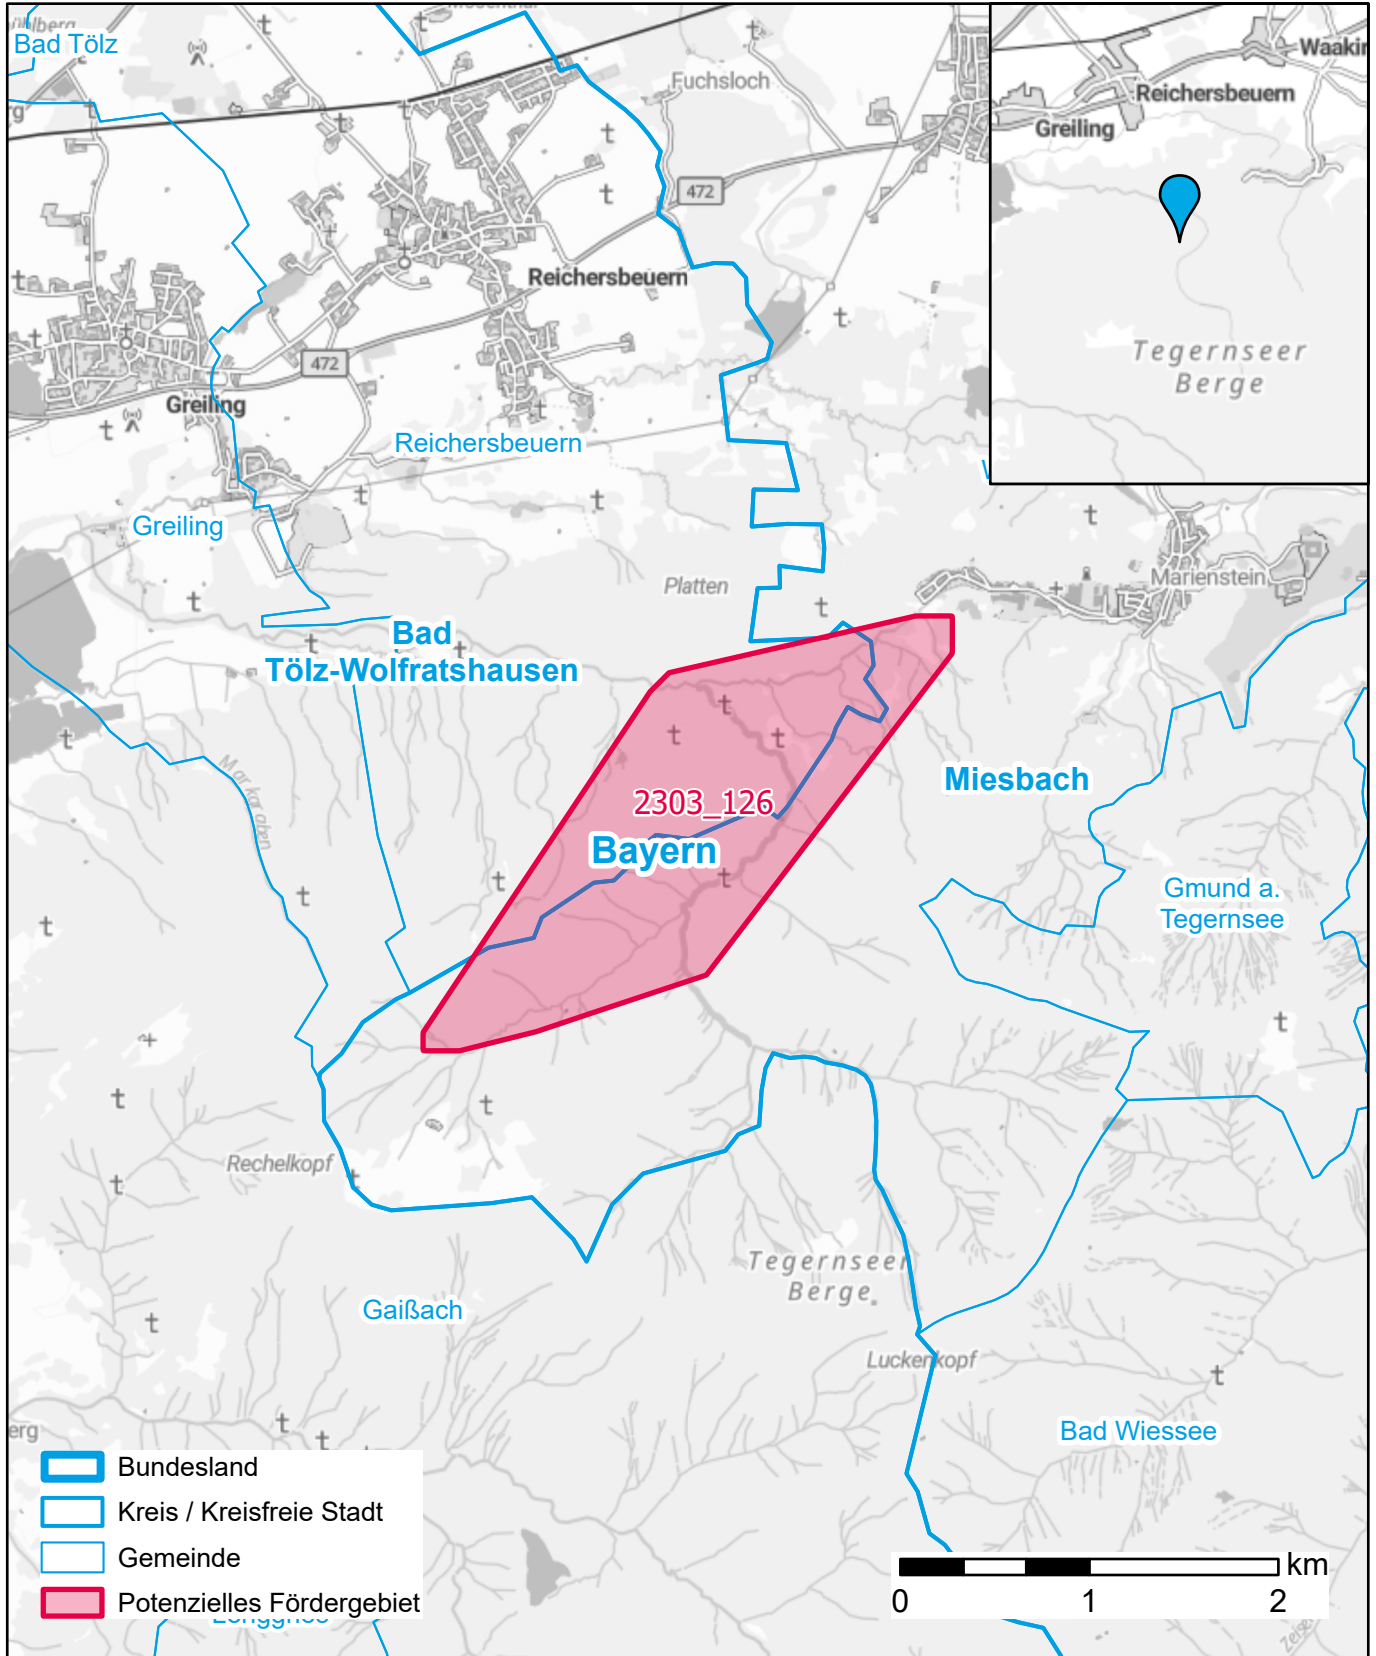 Bad Tölz
Fuchsloch
Waakir
Reichersbeuern
Greiling
472
Reichersbeuern
472
Greiling
Tegernseer
Berge
Reichersbeuern
Greiling
Platten
Marienstein
Bad
Tölz-Wolfratshausen
Miesbach
2303_126
Bayern
Gmund a.
Tegernsee
Rechelkopf
Tegernseer
Berge
Gaißach
Luckenkopf
Bad Wiessee
erg
Bundesland
Kreis / Kreisfreie Stadt
Gemeinde
Potenzielles Fördergebiet
km
0 1 2